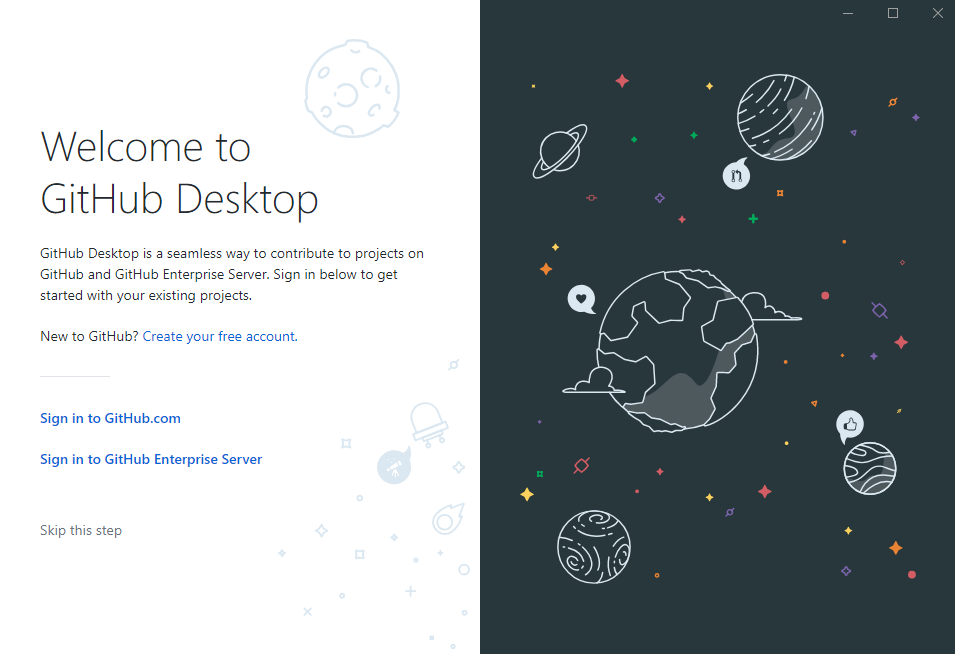 Welcome to
GitHub Desktop
GitHub Desktop is a seamless way to contribute to projects on
GitHub and GitHub Enterprise Server. Sign in below to get
started with your existing projects.
New to GitHub? Create your free account.
Sign in to GitHub.com
Sign in to GitHub Enterprise Server
Skip this step